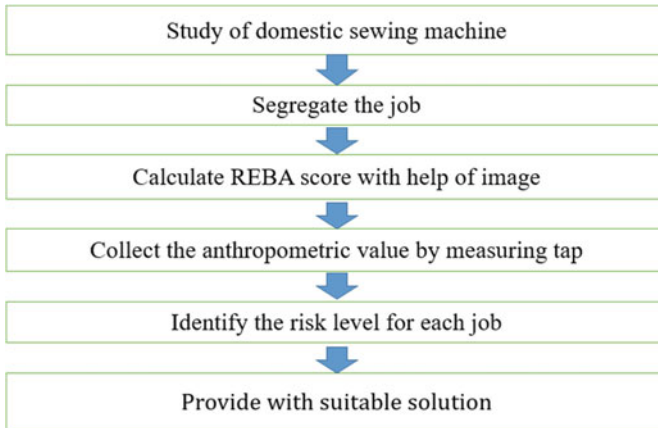 Study of domestic sewing machine
Segregate the job
Calculate REBA score with help of image
Collect the anthropometric value by measuring tap
Identify the risk level for each job
Provide with suitable solution